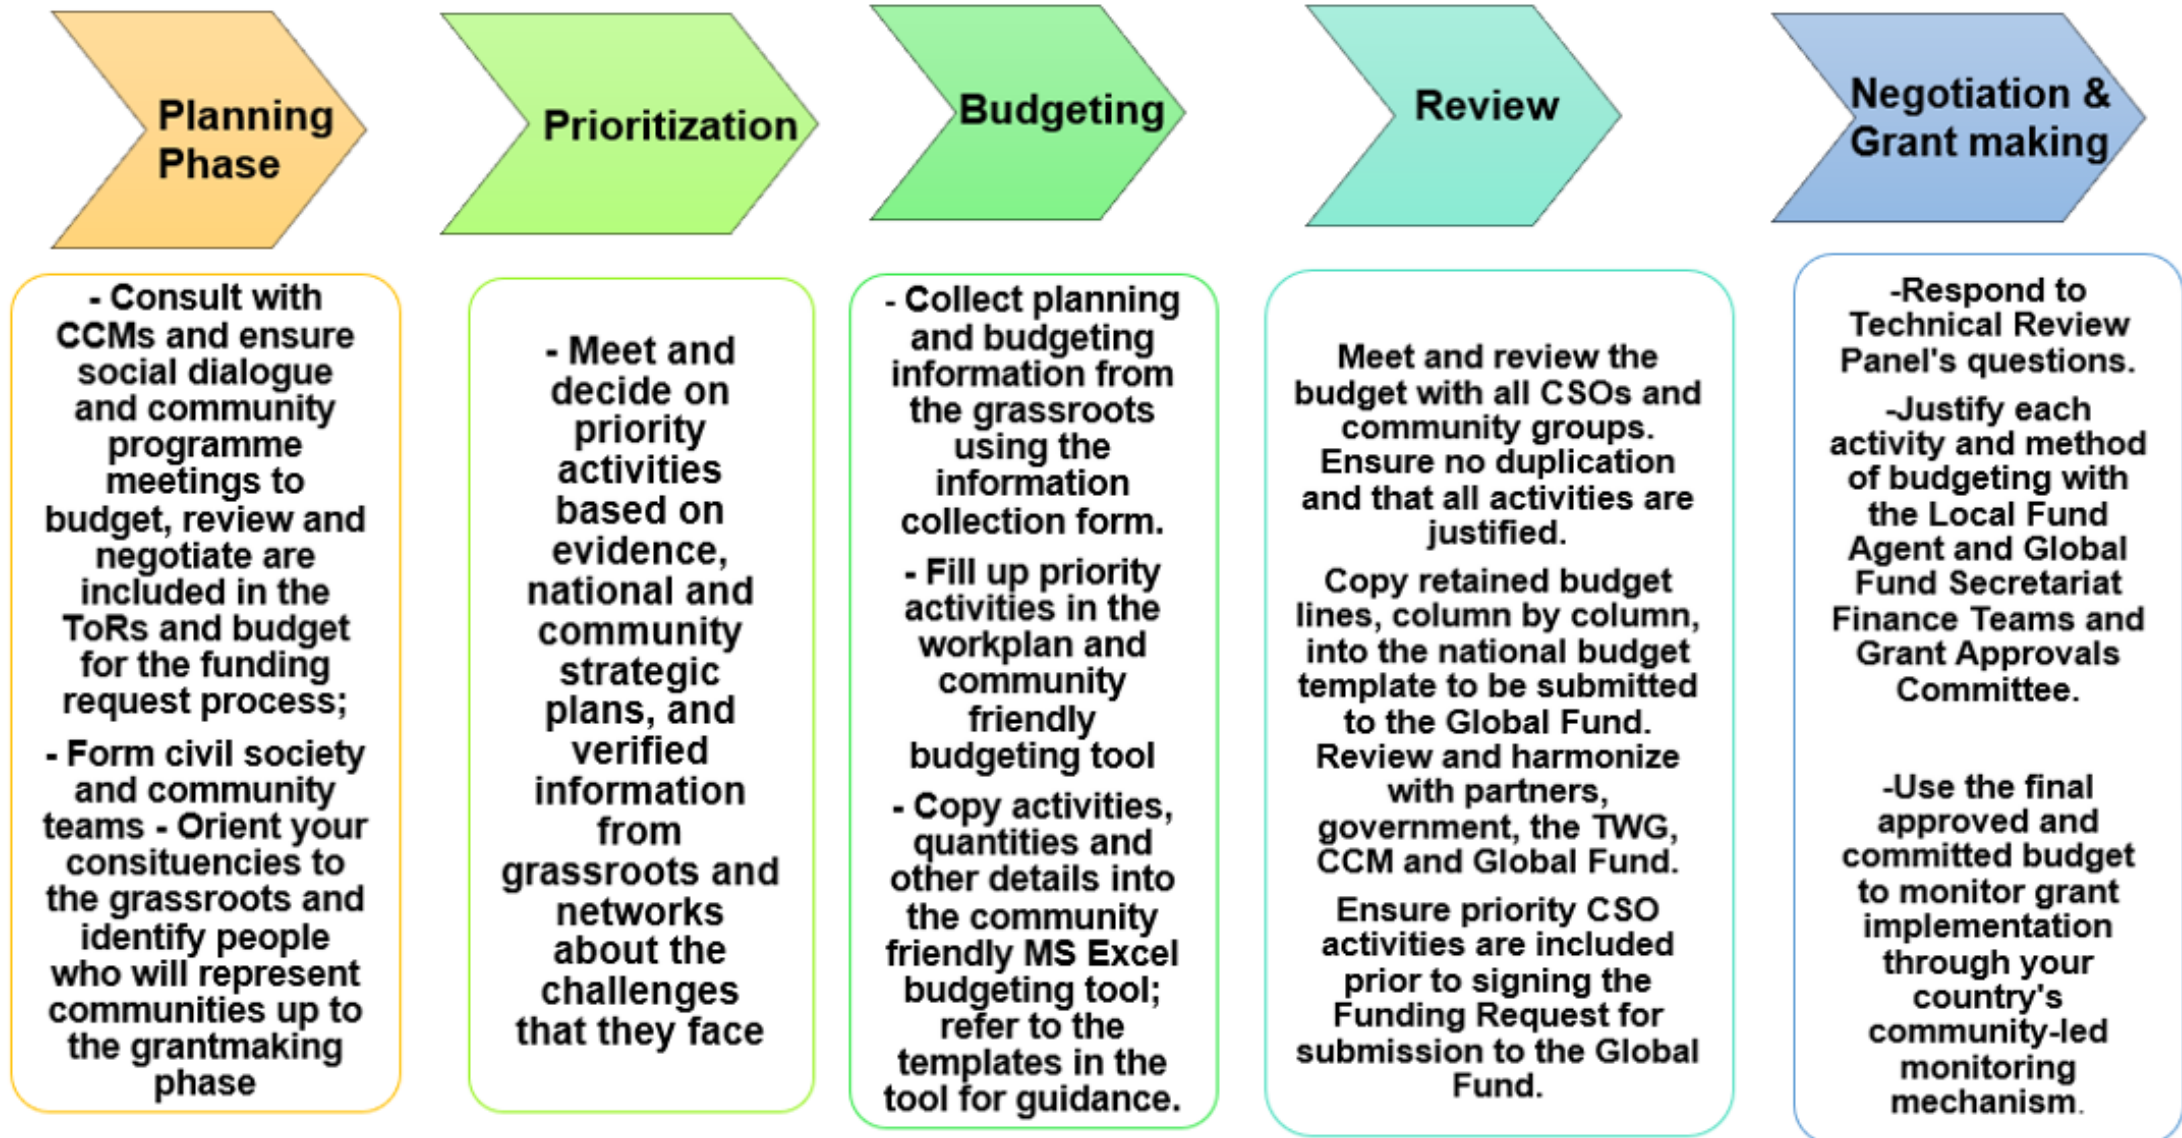 Planning
Phase
Prioritization
Budgeting
Review
Negotiation &
Grant making
- Consult with
CCMs and ensure
social dialogue
and community
programme
meetings to
budget, review and
negotiate are
included in the
ToRs and budget
for the funding
request process;
- Form civil society
and community
teams - Orient your
consituencies to
the grassroots and
identify people
who will represent
communities up to
the grantmaking
phase
- Meet and
decide on
priority
activities
based on
evidence,
national and
community
strategic
plans, and
verified
information
from
grassroots and
networks
about the
challenges
that they face
- Collect planning
and budgeting
information from
the grassroots
using the
information
collection form.
- Fill up priority
activities in the
workplan and
community
friendly
budgeting tool
- Copy activities,
quantities and
other details into
the community
friendly MS Excel
budgeting tool;
refer to the
templates in the
tool for guidance.
Meet and review the
budget with all CSOs and
community groups.
Ensure no duplication
and that all activities are
justified.
Copy retained budget
lines, column by column,
into the national budget
template to be submitted
to the Global Fund.
Review and harmonize
with partners,
government, the TWG,
CCM and Global Fund.
Ensure priority CSO
activities are included
prior to signing the
Funding Request for
submission to the Global
Fund.
-Respond to
Technical Review
Panel's questions.
-Justify each
activity and method
of budgeting with
the Local Fund
Agent and Global
Fund Secretariat
Finance Teams and
Grant Approvals
Committee.
-Use the final
approved and
committed budget
to monitor grant
implementation
through your
country's
community-led
monitoring
mechanism.